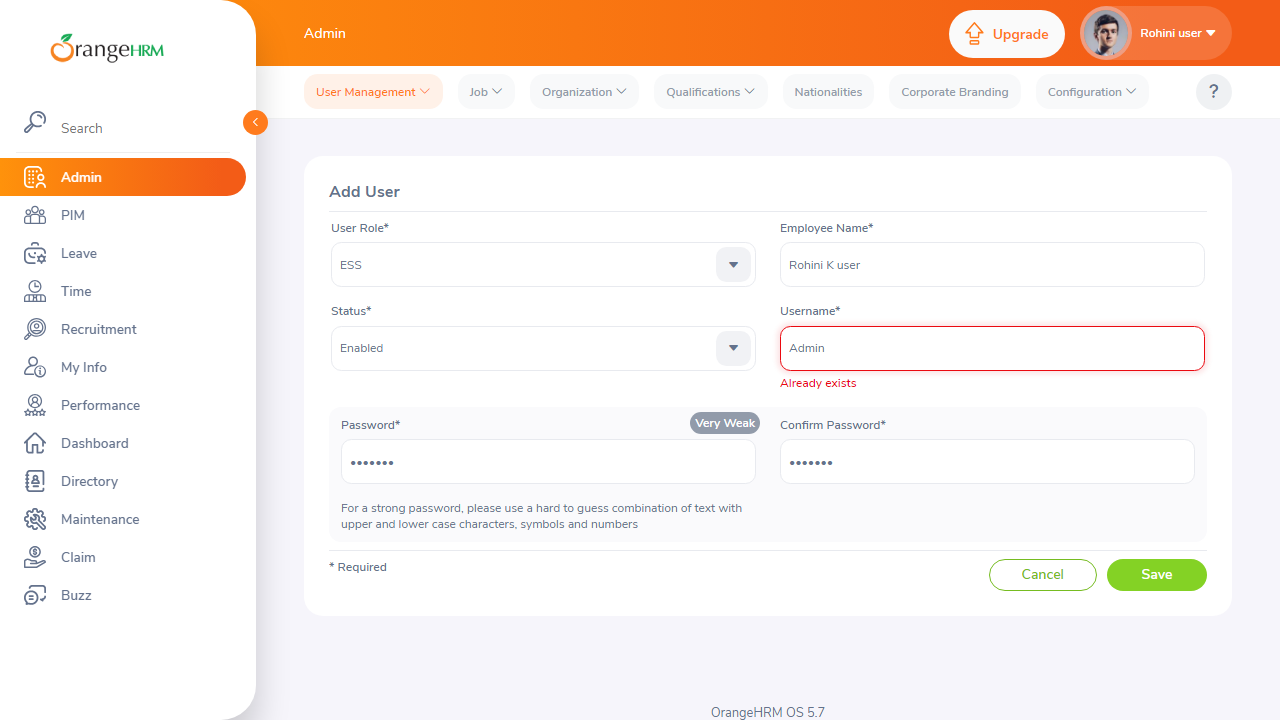 OrangeHRM
Admin
Upgrade
Rohini user
User Management
Job
Organization
Qualifications
Nationalities
Corporate Branding
Configuration
?
Search
Admin
PIM
Leave
Time
Recruitment
My Info
Performance
Dashboard
Directory
Maintenance
Claim
Buzz
Add User
User Role*
Employee Name*
ESS
Rohini K user
Status*
Username*
Enabled
Admin
Already exists
Password*
Very Weak
Confirm Password*
•••••••
•••••••
For a strong password, please use a hard to guess combination of text with
upper and lower case characters, symbols and numbers
* Required
Cancel
Save
OrangeHRM OS 5.7